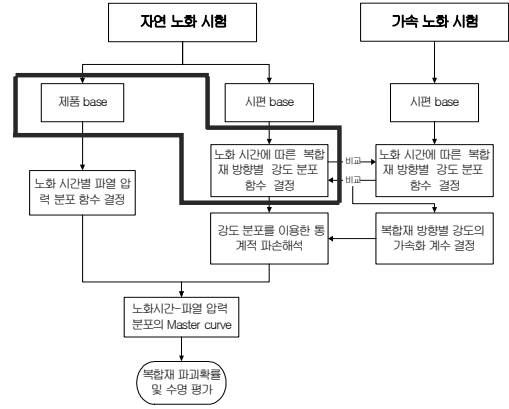 자연 노화 시험
가속 노화 시험
제품 base
시편 base
시편 base
노화 시간별 파열 압
력 분포 함수 결정
노화 시간에 따른 복합
재 방향별 강도 분포
함수 결정
비교
비교
노화 시간에 따른 복합
재 방향별 강도 분포
함수 결정
강도 분포를 이용한 통
계적 파손해석
복합재 방향별 강도의
가속화 계수 결정
노화시간-파열 압력
분포의 Master curve
복합재 파괴확률
및 수명 평가